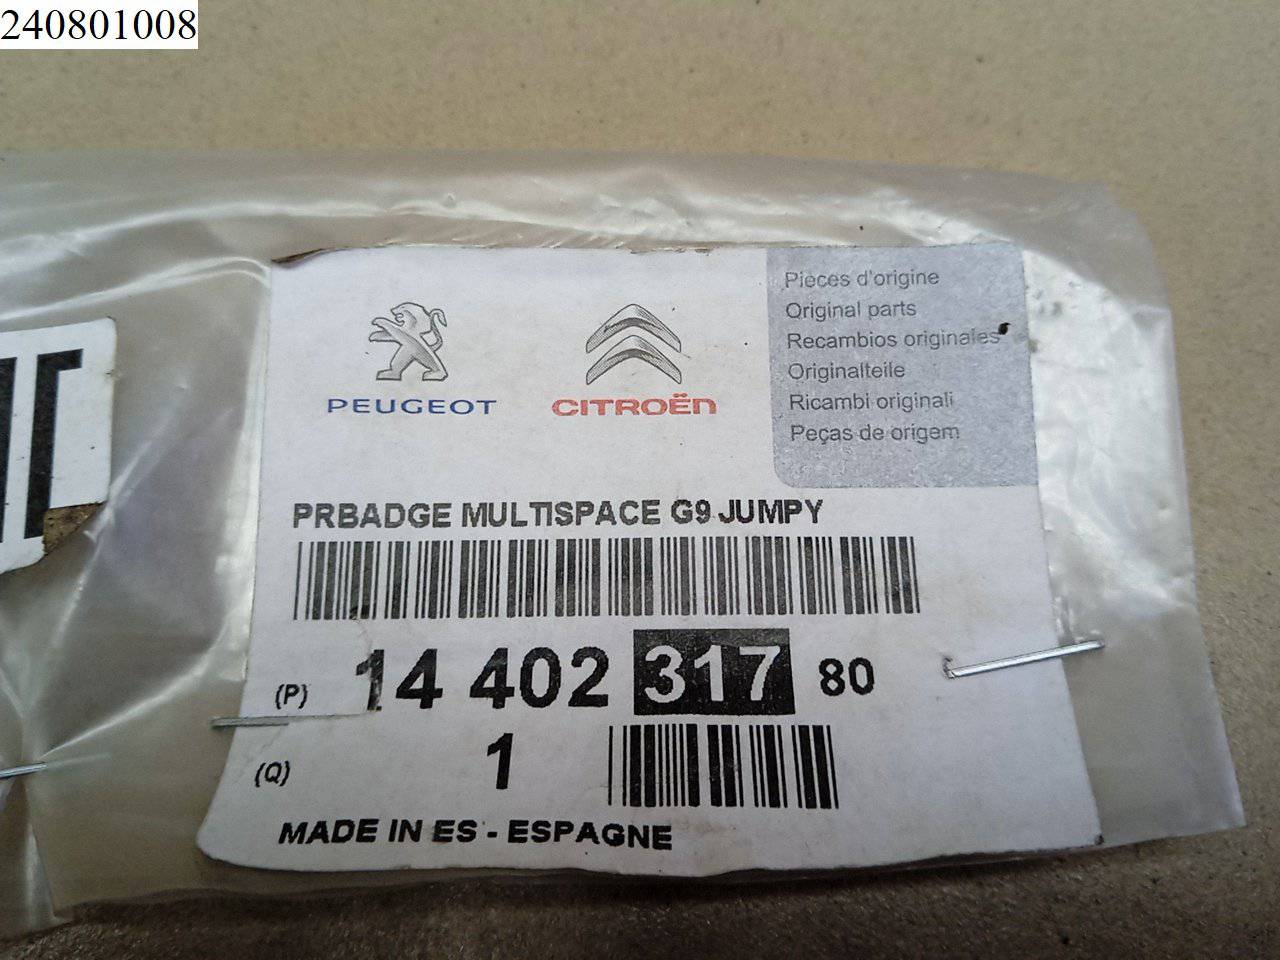 240801008
PEUGEOT
CITROËN
Pièces d'origine
Original parts
Recambios originales
Originalteile
Ricambi originali
Peças de origem
PRBADGE MULTISPACE G9 JUMPY
(P) 14 402 317 80
(Q) 1
MADE IN ES - ESPAGNE